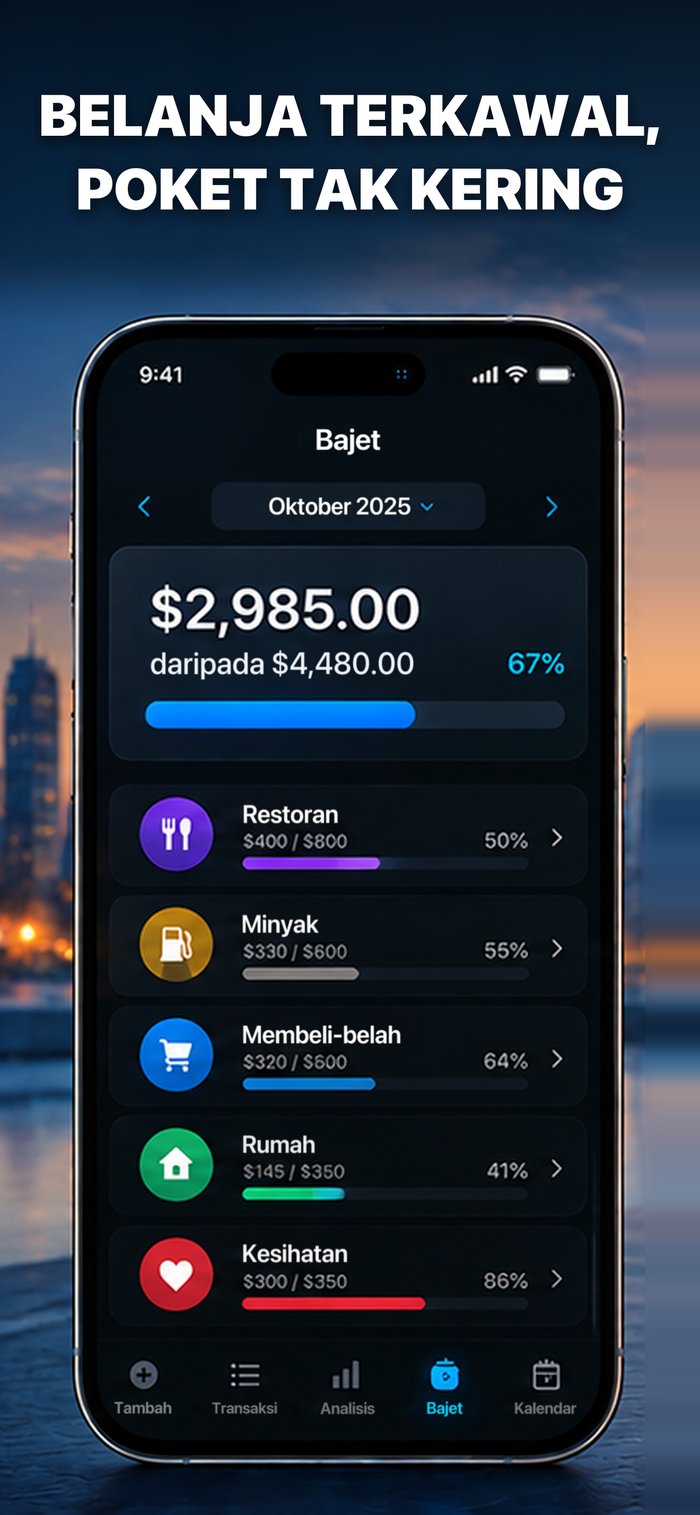 BELANJA TERKAWAL,
POKET TAK KERING
9:41
Bajet
Oktober 2025
$2,985.00
daripada $4,480.00
67%
Restoran
$400 / $800
50%
Minyak
$330 / $600
55%
Membeli-belah
$320 / $600
64%
Rumah
$145 / $350
41%
Kesihatan
$300 / $350
86%
Tambah
Transaksi
Analisis
Bajet
Kalendar